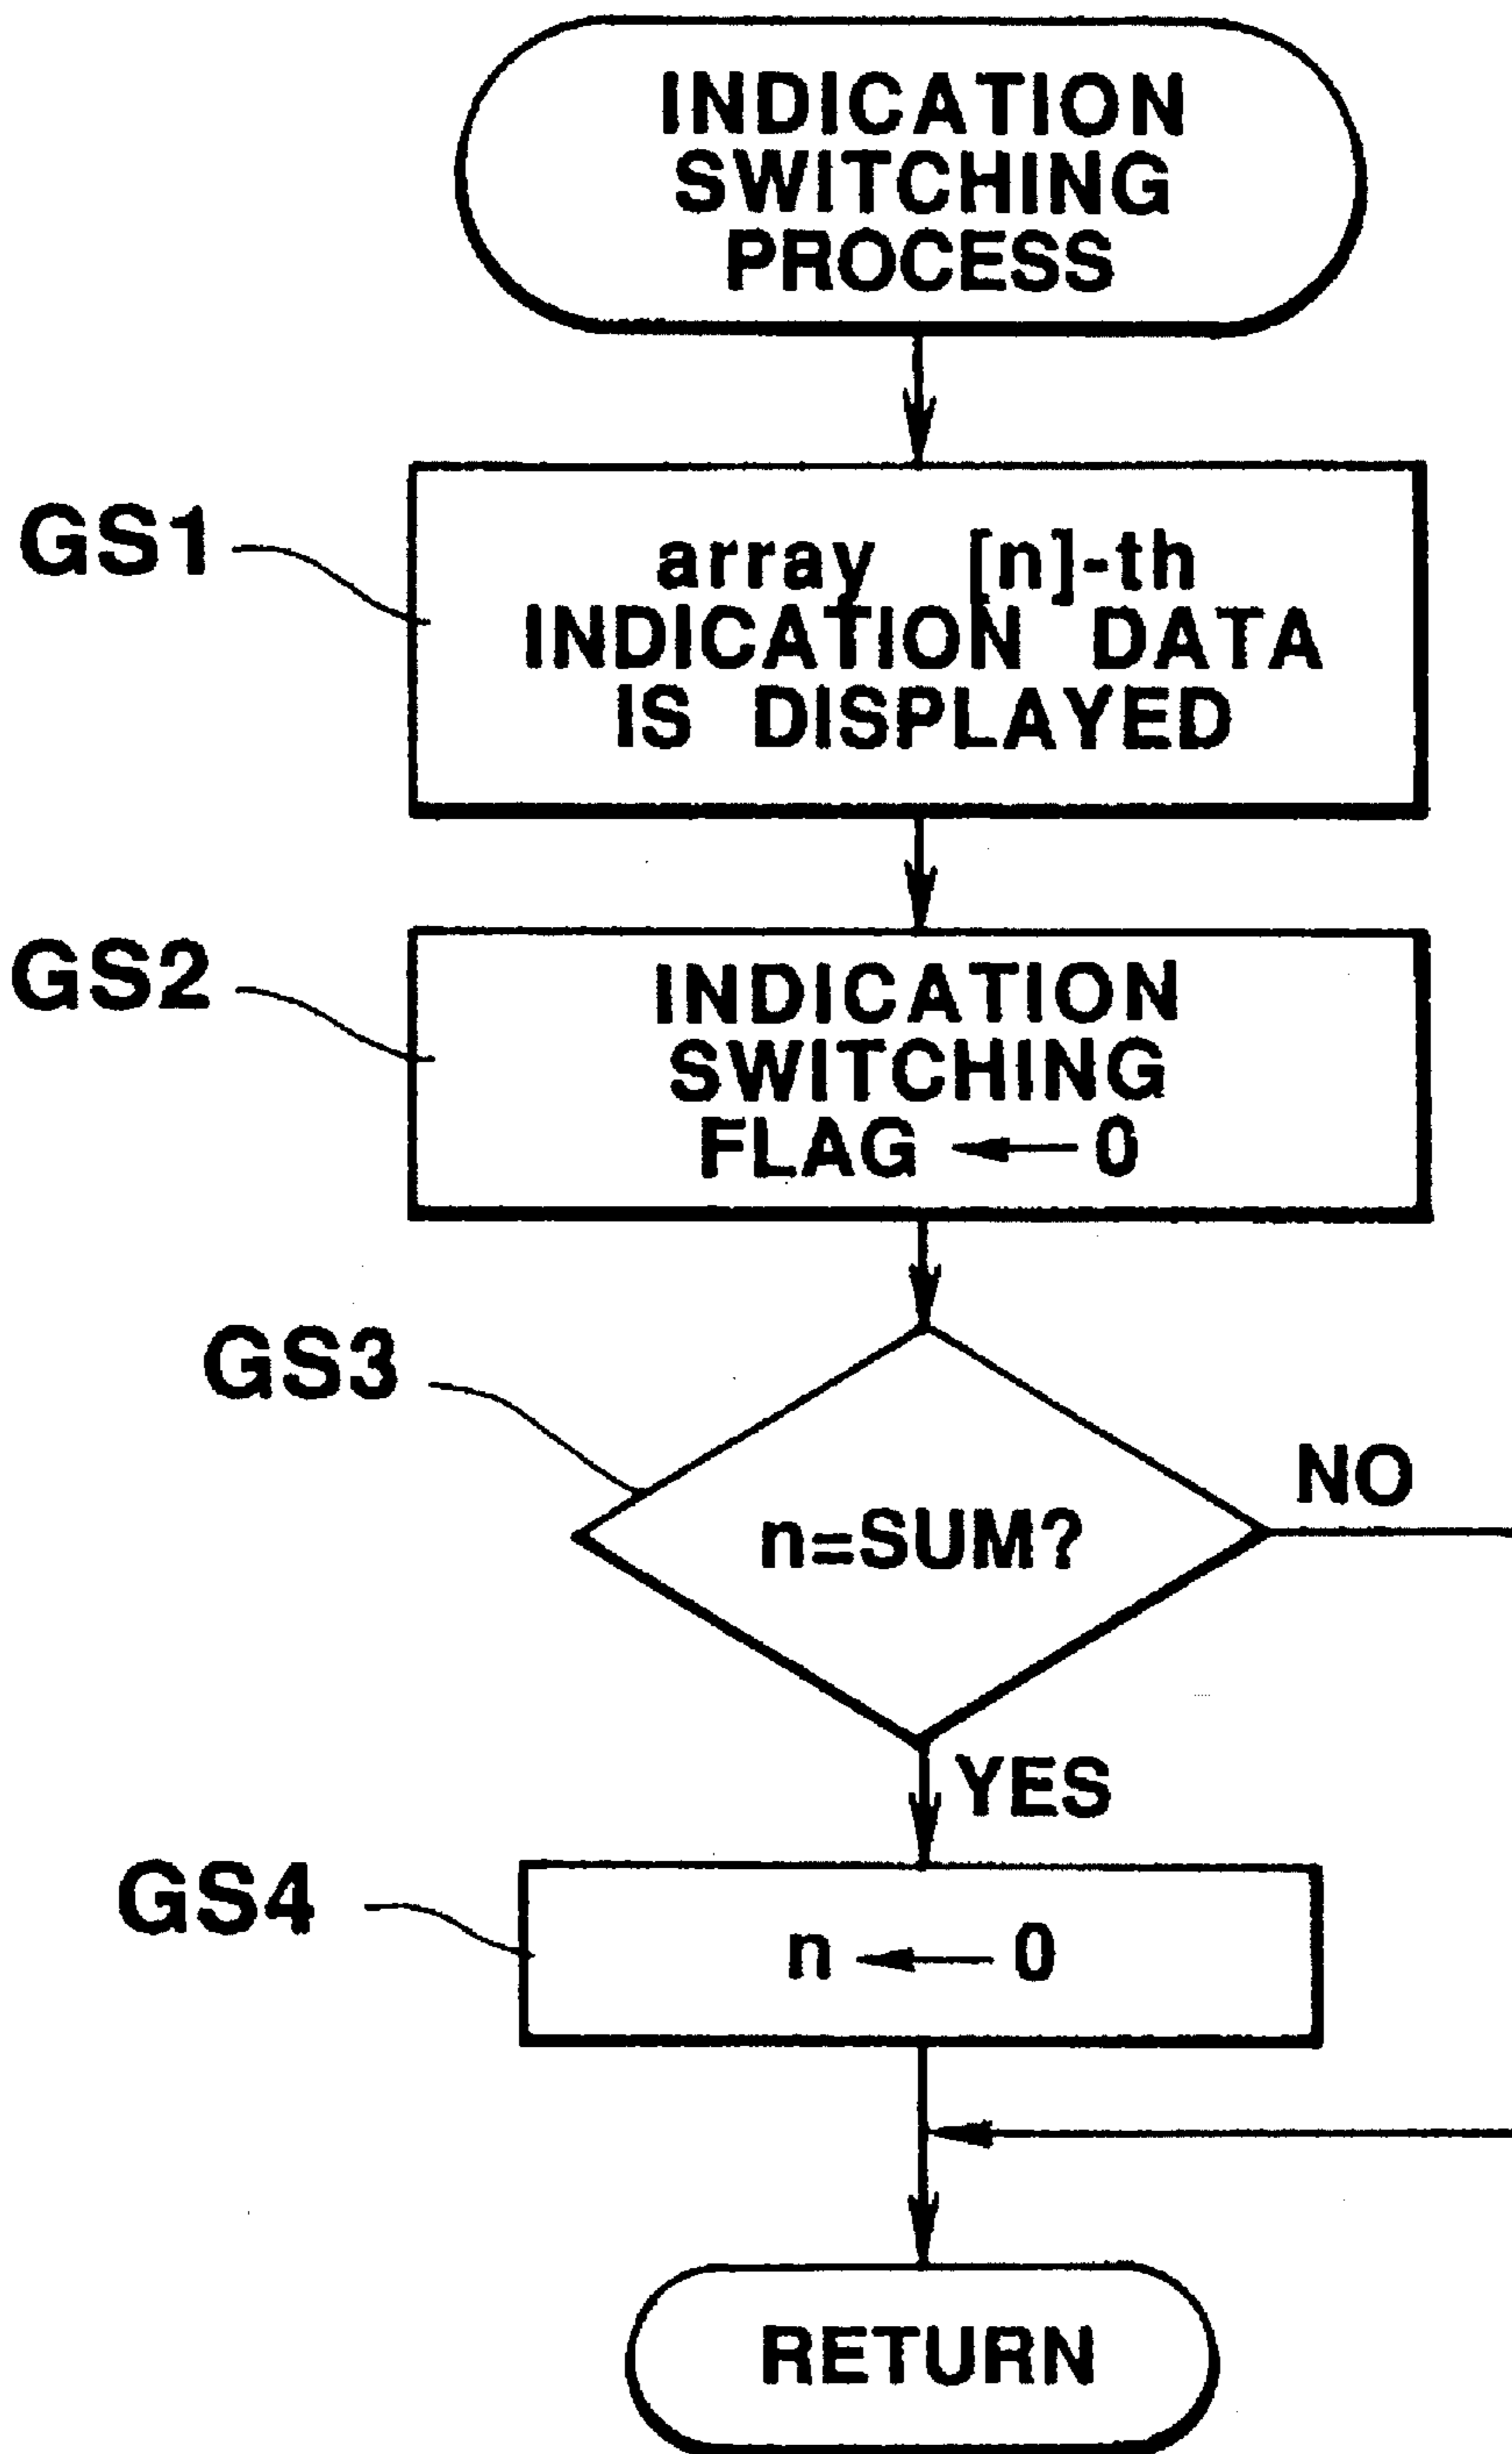 INDICATION
SWITCHING
PROCESS
GS1
array [n]-th
INDICATION DATA
IS DISPLAYED
GS2
INDICATION
SWITCHING
FLAG ← 0
GS3
n=SUM?
NO
YES
GS4
n ← 0
RETURN